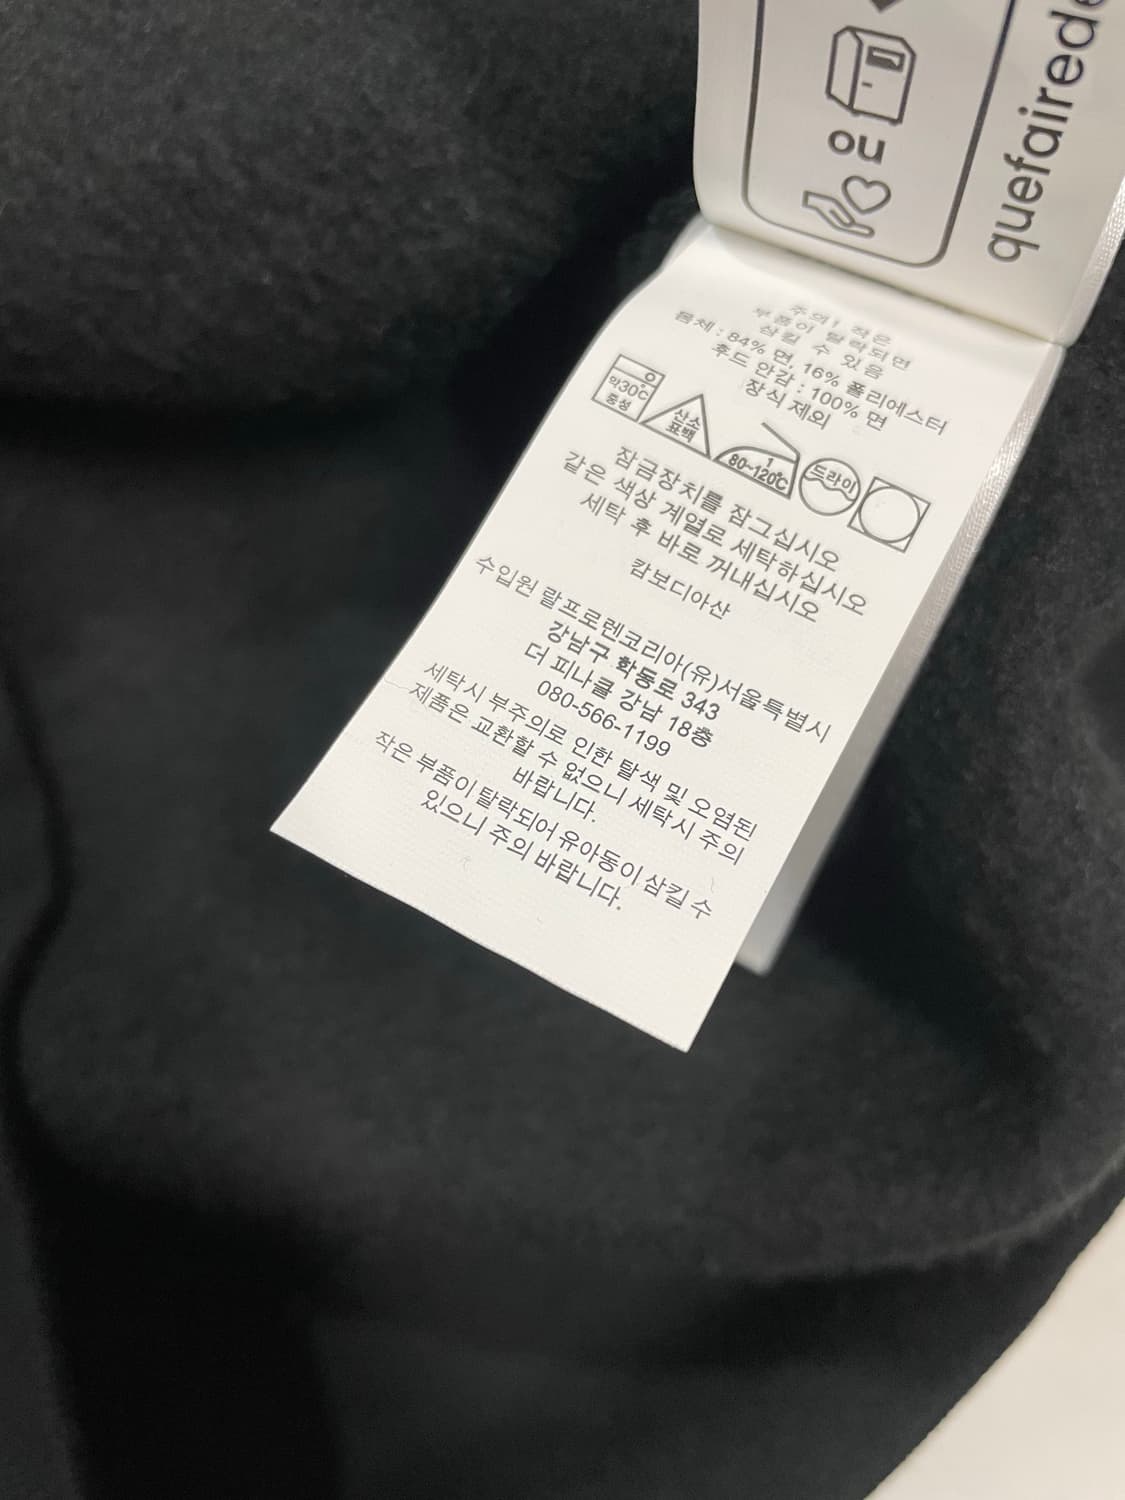 quefairede
주의! 작은
부품이 탈락되면
삼킬 수 있음
몸체 : 84% 면, 16% 폴리에스터
후드 안감 : 100% 면
장식 제외
약30℃
중성
산소
표백
1
80~120℃
드라이
잠금장치를 잠그십시오
같은 색상 계열로 세탁하십시오
세탁 후 바로 꺼내십시오
캄보디아산
수입원 랄프로렌코리아(유)서울특별시
강남구 학동로 343
더 피나클 강남 18층
080-566-1199
세탁시 부주의로 인한 탈색 및 오염된
제품은 교환할 수 없으니 세탁시 주의
바랍니다.
작은 부품이 탈락되어 유아동이 삼킬 수
있으니 주의 바랍니다.